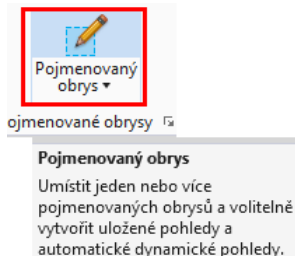 Pojmenovaný
obrys ▾
ojmenované obrysy
Pojmenovaný obrys
Umístit jeden nebo více
pojmenovaných obrysů a volitelně
vytvořit uložené pohledy a
automatické dynamické pohledy.